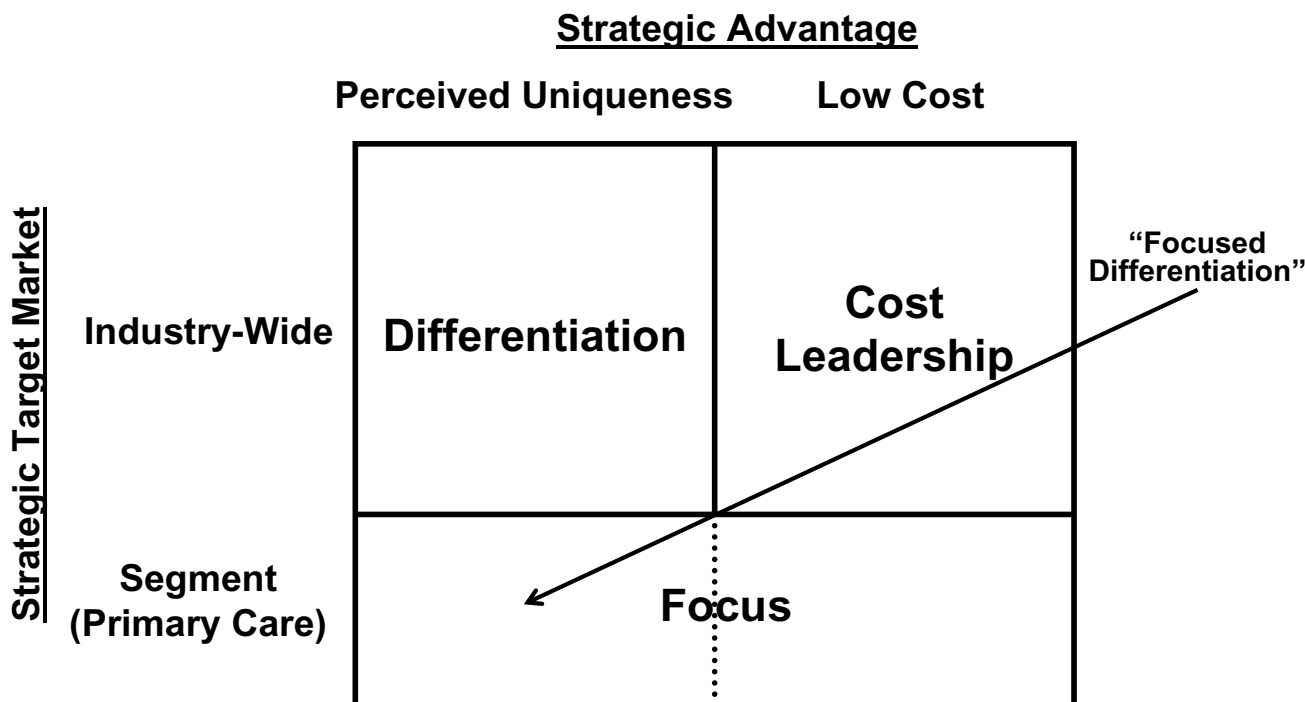 Strategic Advantage
Perceived Uniqueness Low Cost
Strategic Target Market
Industry-Wide
Differentiation
Cost
Leadership
“Focused
Differentiation”
Segment
(Primary Care)
Focus